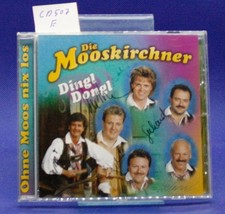 CD507
E
Die
Mooskirchner
Ding! Dong!
Ohne Moos nix los